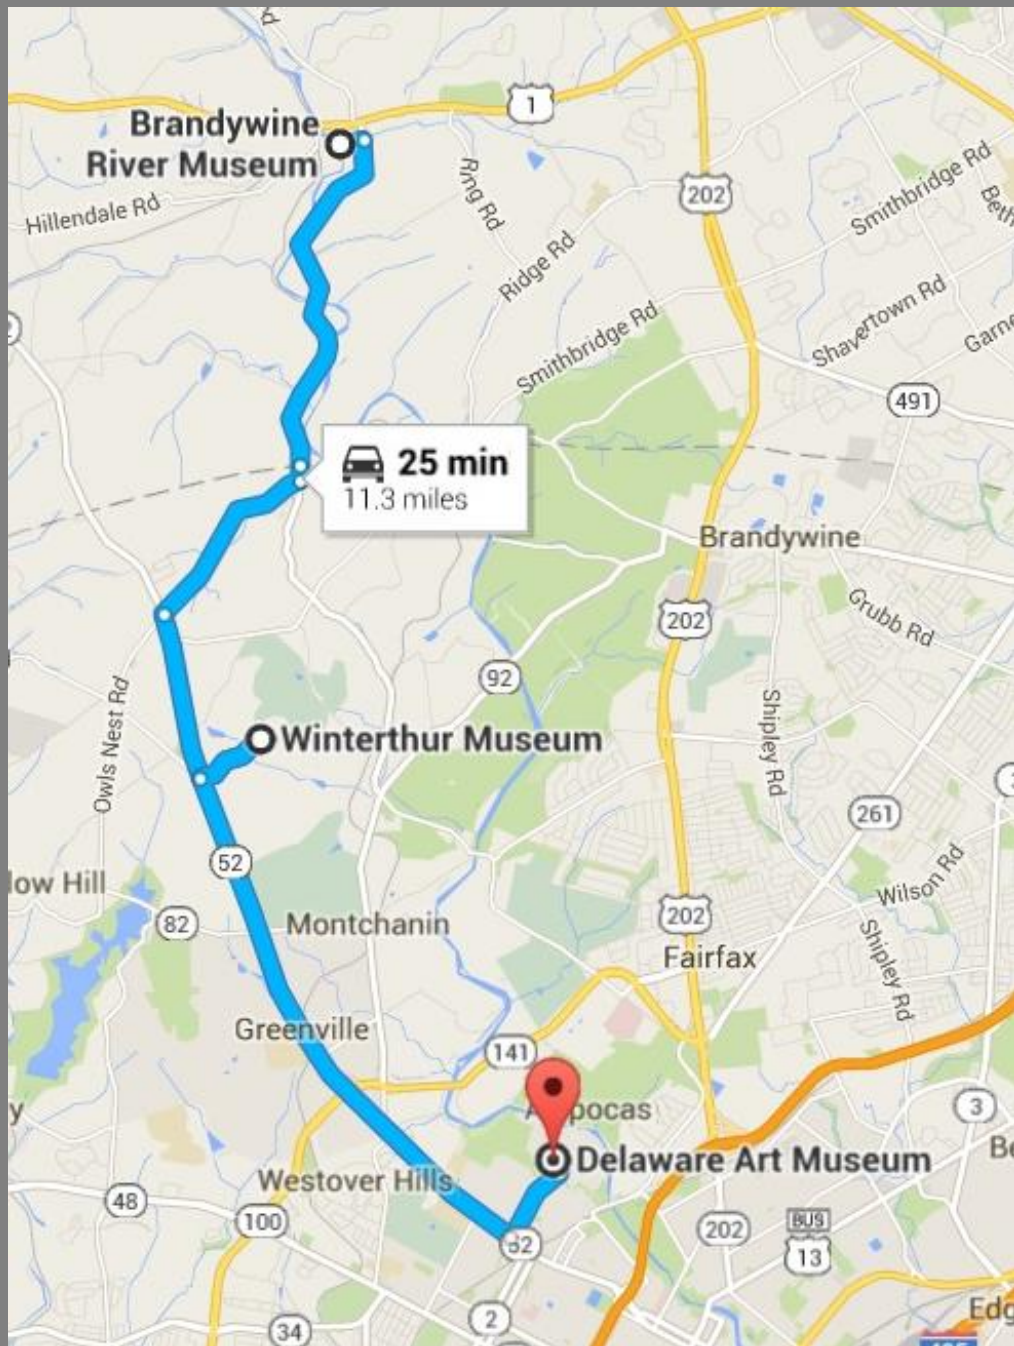 1
Brandywine
River Museum
202
Smithbridge Rd
Hillendale Rd
Ring Rd
Ridge Rd
Smithbridge Rd
Shavertown Rd
491
25 min
11.3 miles
Brandywine
202
Grubb Rd
92
Owls Nest Rd
Shipley Rd
Winterthur Museum
261
52
Wilson Rd
82
Montchanin
202
Fairfax
Shipley Rd
Greenville
141
3
Delaware Art Museum
Westover Hills
48
100
52
202
BUS
13
2
34